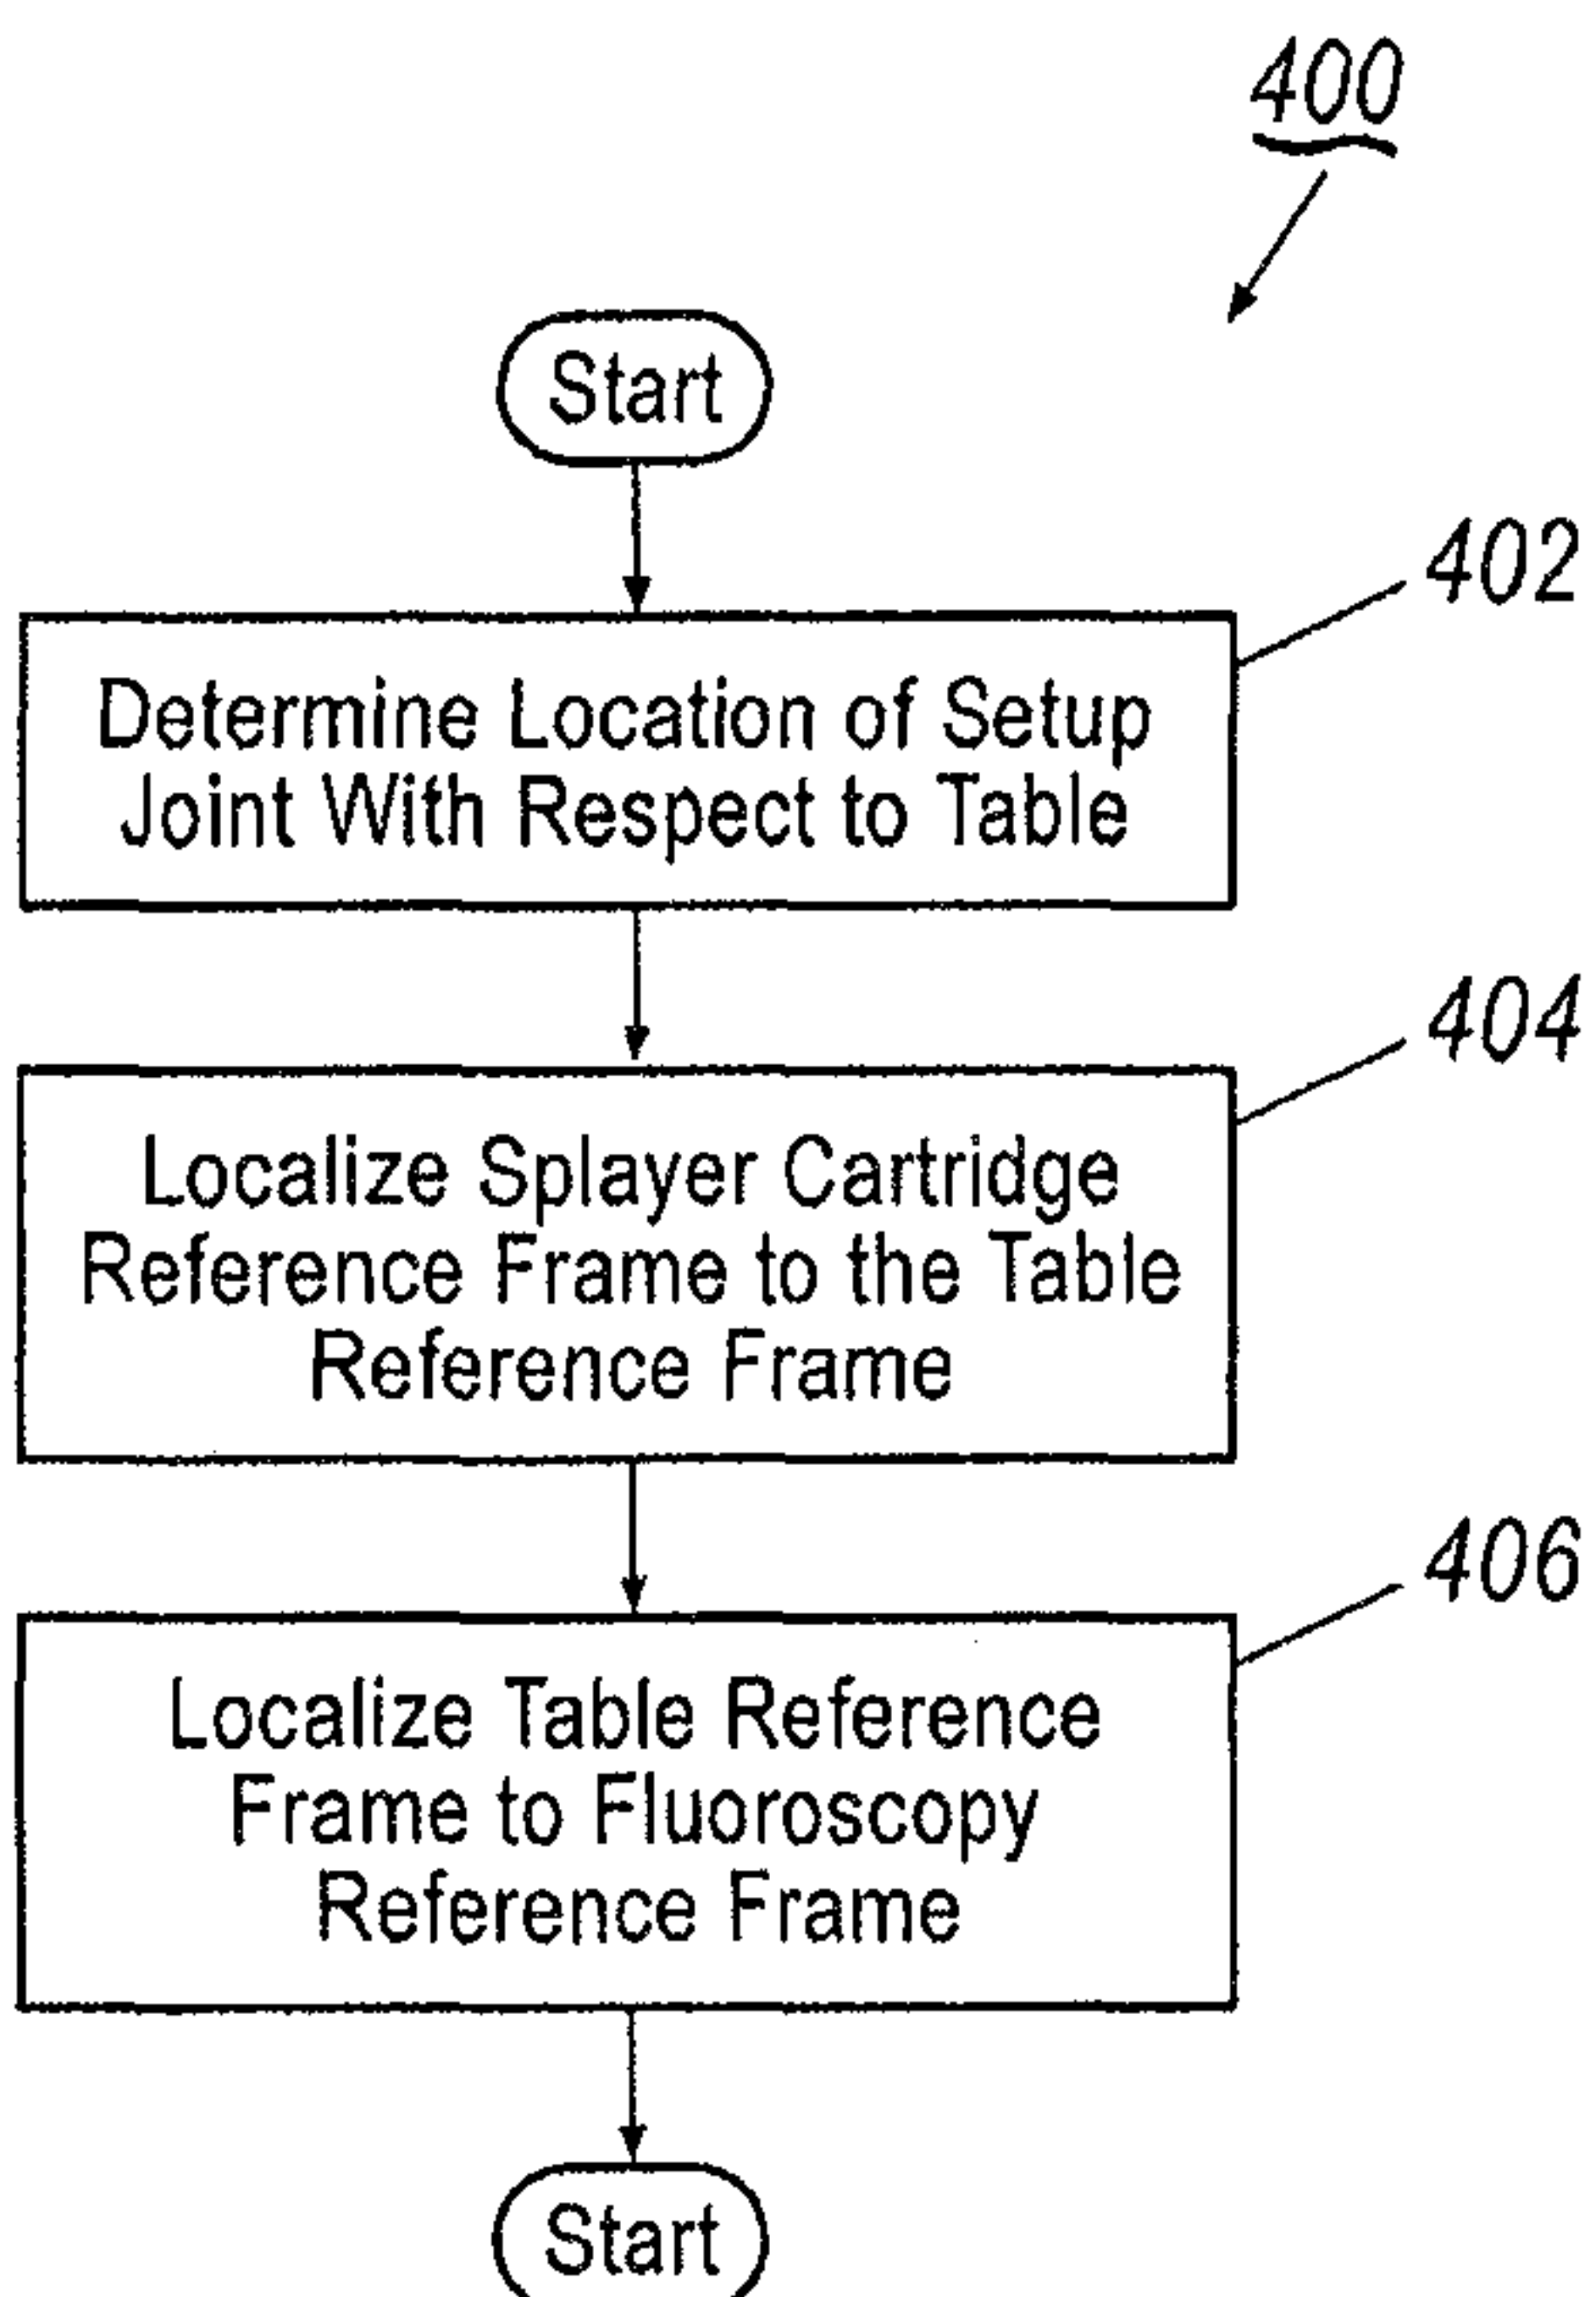 400
Start
402
Determine Location of Setup
Joint With Respect to Table
404
Localize Splayer Cartridge
Reference Frame to the Table
Reference Frame
406
Localize Table Reference
Frame to Fluoroscopy
Reference Frame
Start